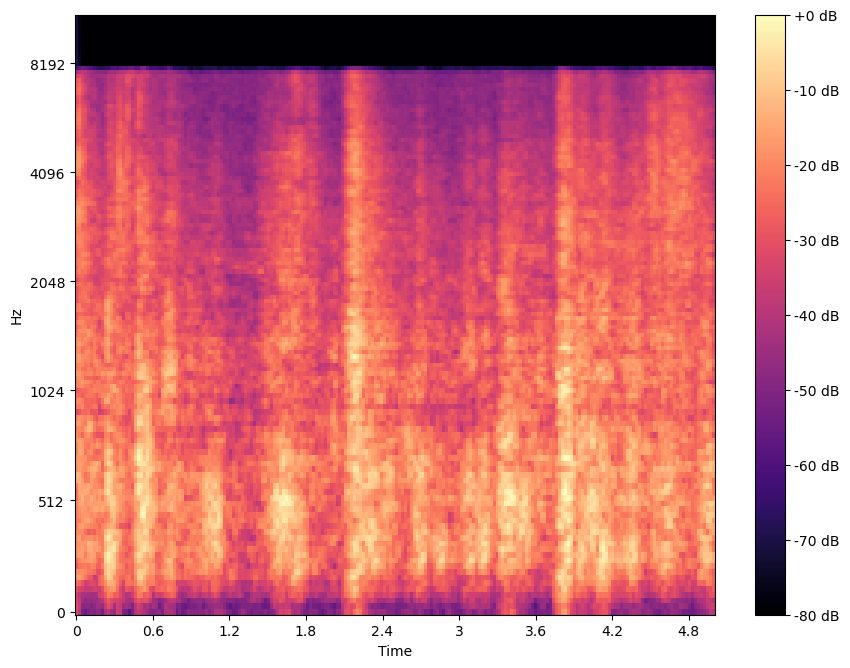 +0 dB
8192
-10 dB
4096
-20 dB
-30 dB
2048
-40 dB
Hz
1024
-50 dB
512
-60 dB
-70 dB
0
-80 dB
0 0.6 1.2 1.8 2.4 3 3.6 4.2 4.8
Time